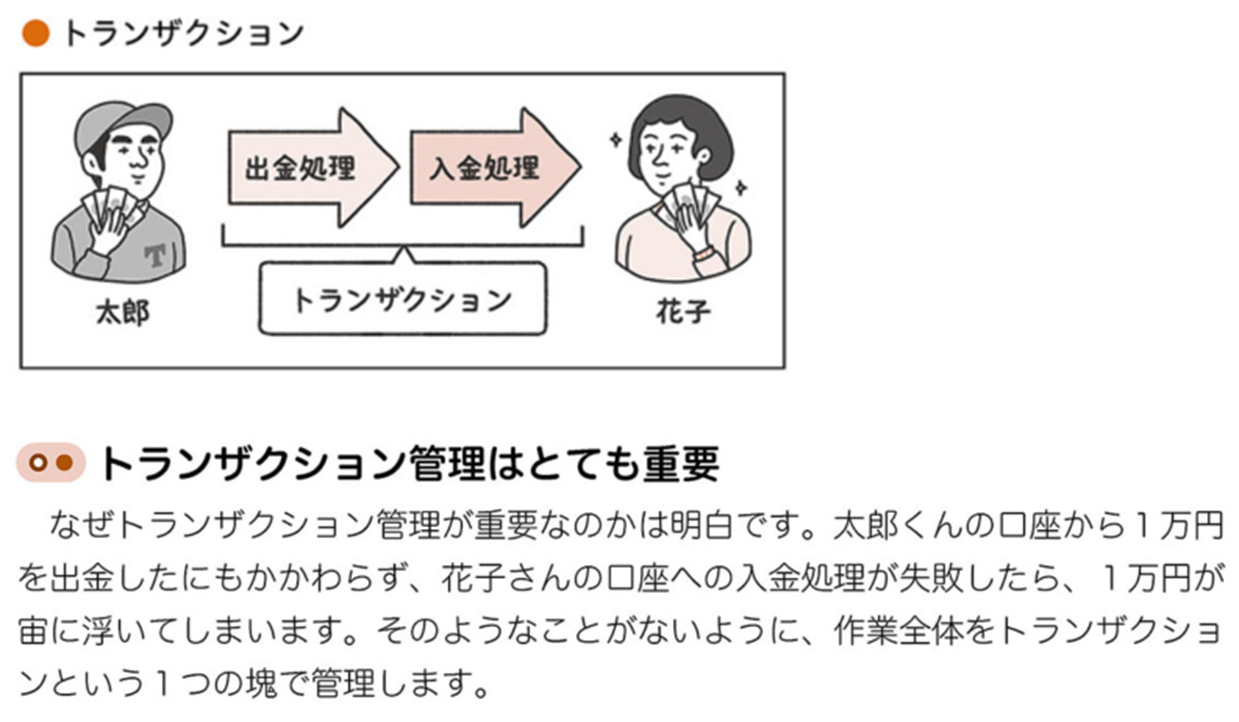 トランザクション
出金処理
入金処理
トランザクション
T
太郎
花子
トランザクション管理はとても重要
なぜトランザクション管理が重要なのかは明白です。太郎くんの口座から1万円
を出金したにもかかわらず、花子さんの口座への入金処理が失敗したら、1万円が
宙に浮いてしまいます。そのようなことがないように、作業全体をトランザクショ
ンという1つの塊で管理します。